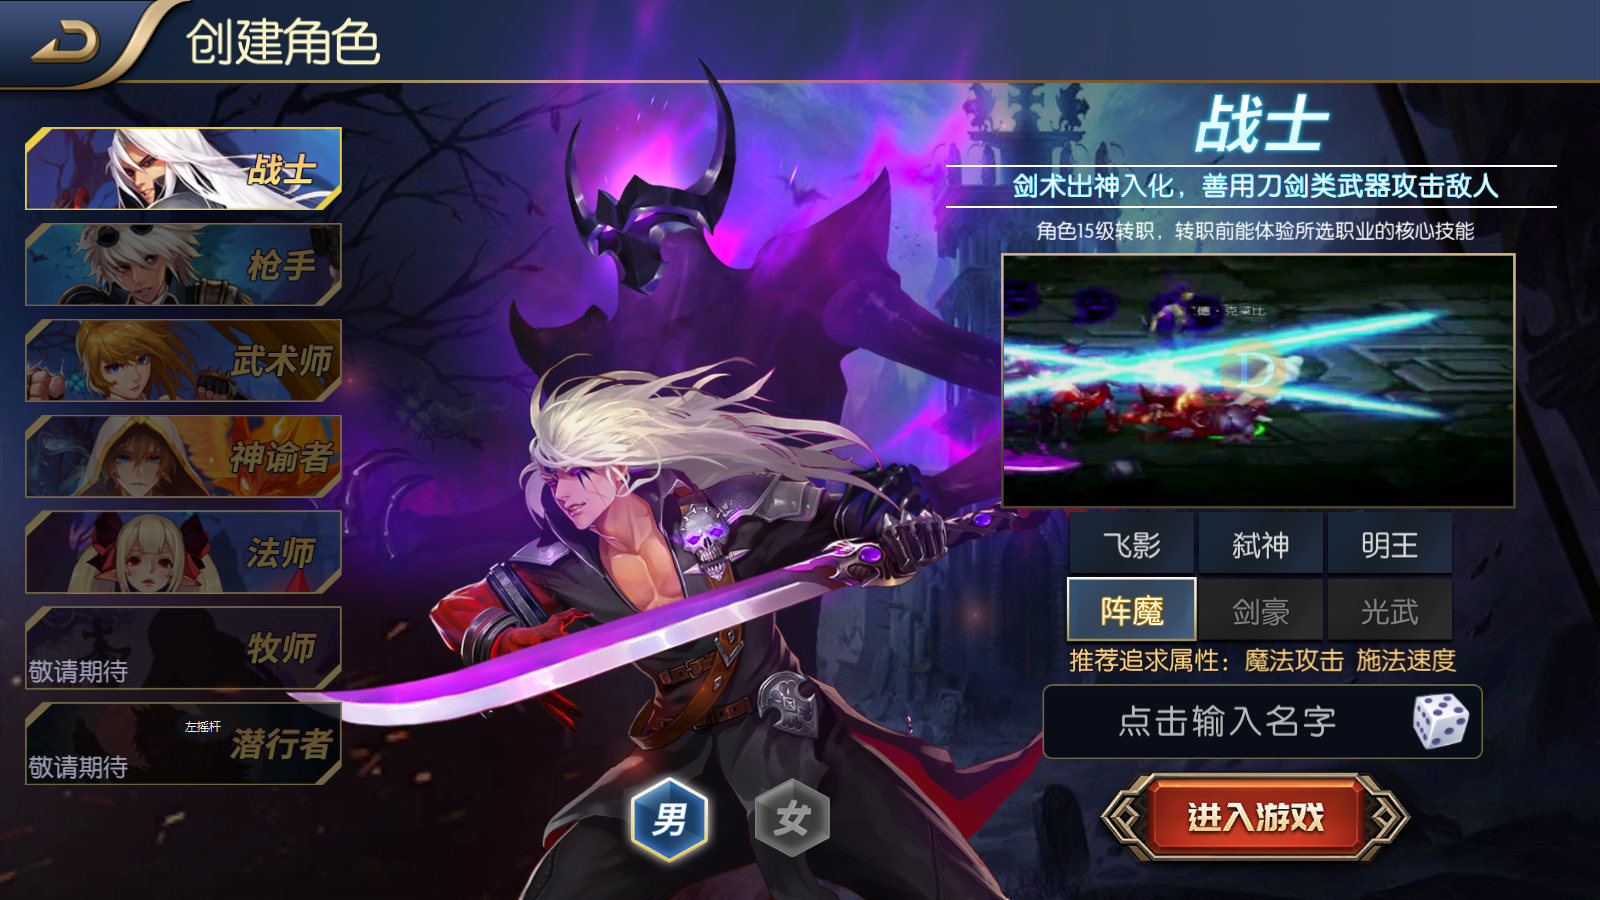 创建角色
战士
枪手
武术师
神谕者
法师
牧师
敬请期待
左摇杆
潜行者
敬请期待
男
女
战士
剑术出神入化，善用刀剑类武器攻击敌人
角色15级转职，转职前能体验所选职业的核心技能
德·克莱比
D
飞影
弑神
明王
阵魔
剑豪
光武
推荐追求属性：魔法攻击 施法速度
点击输入名字
进入游戏